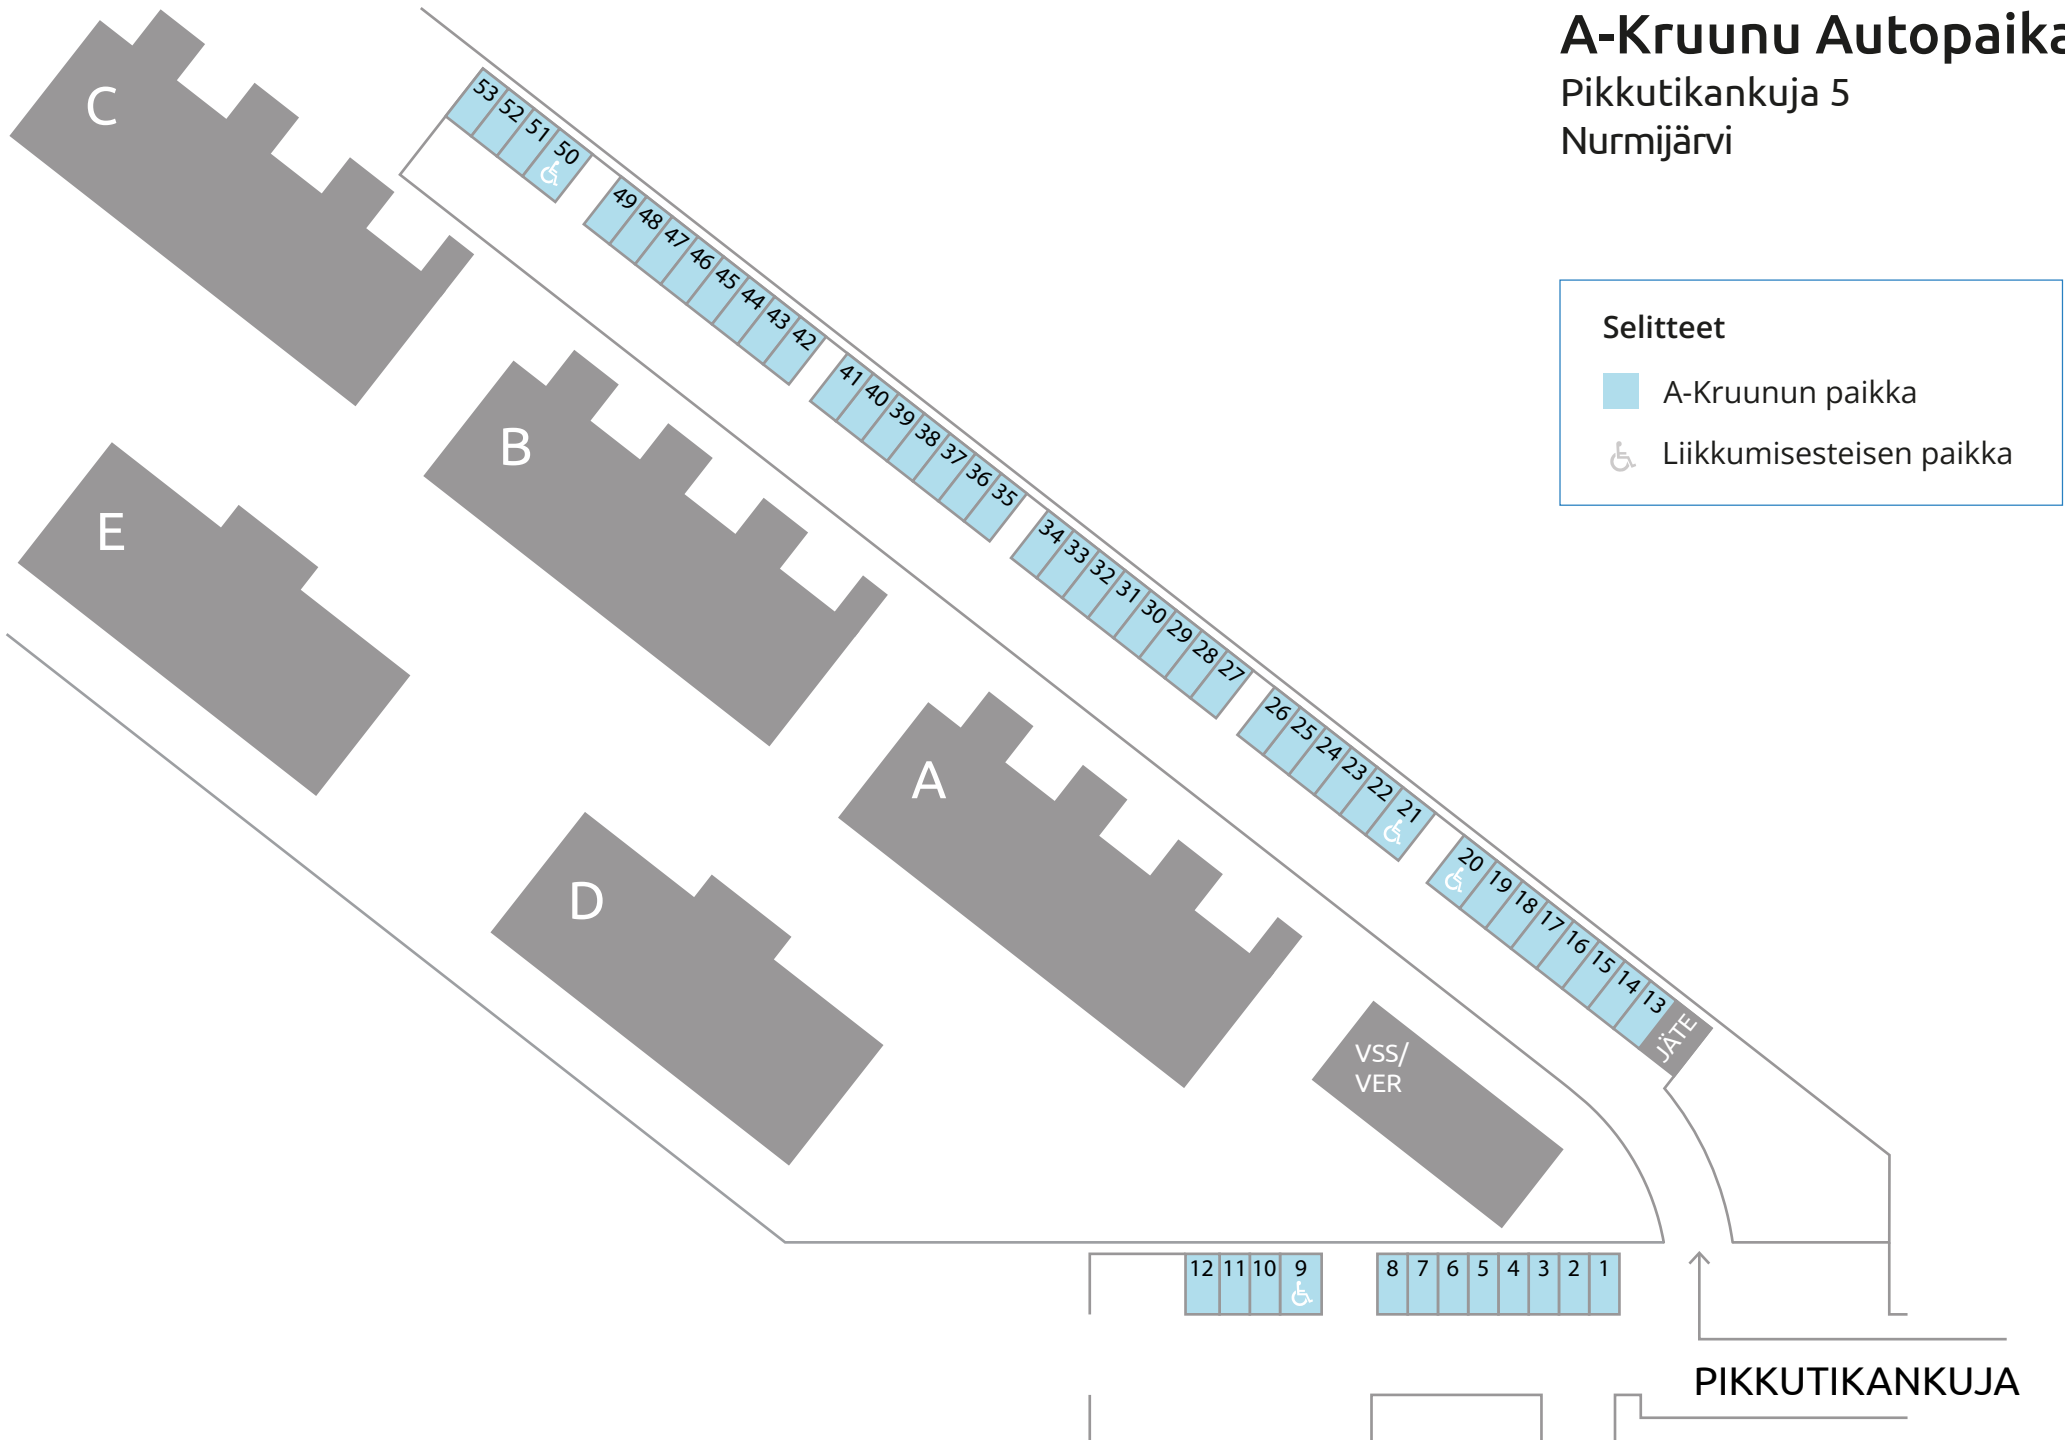 A-Kruunu Autopaika
Pikkutikankuja 5
Nurmijärvi
Selitteet
A-Kruunun paikka
Liikkumisesteisen paikka
C
53 52 51 50
49 48 47 46 45 44 43 42
B
41 40 39 38 37 36 35
E
34 33 32 31 30 29 28 27
A
26 25 24 23 22 21
D
20 19 18 17 16 15 14 13
JÄTE
VSS/
VER
12 11 10 9 8 7 6 5 4 3 2 1
PIKKUTIKANKUJA